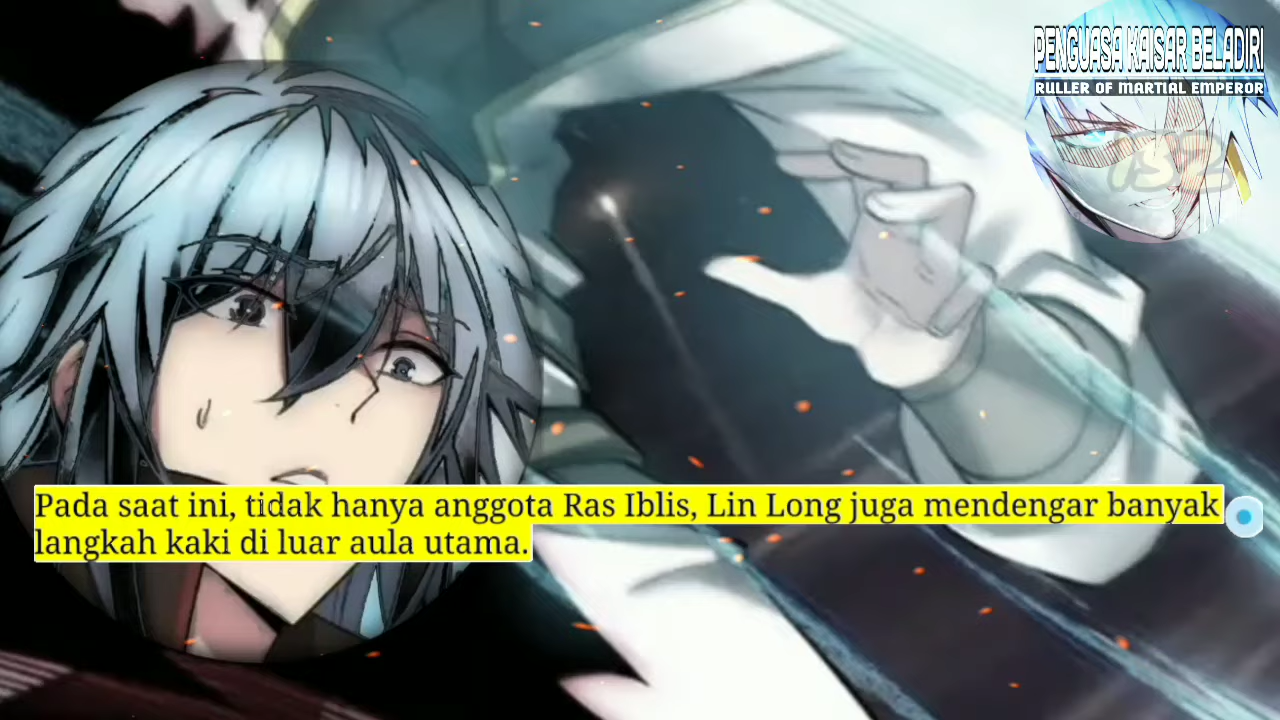 PENGUASA KAISAR BELADIRI
RULLER OF MARTIAL EMPEROR
152
Pada saat ini, tidak hanya anggota Ras Iblis, Lin Long juga mendengar banyak
langkah kaki di luar aula utama.